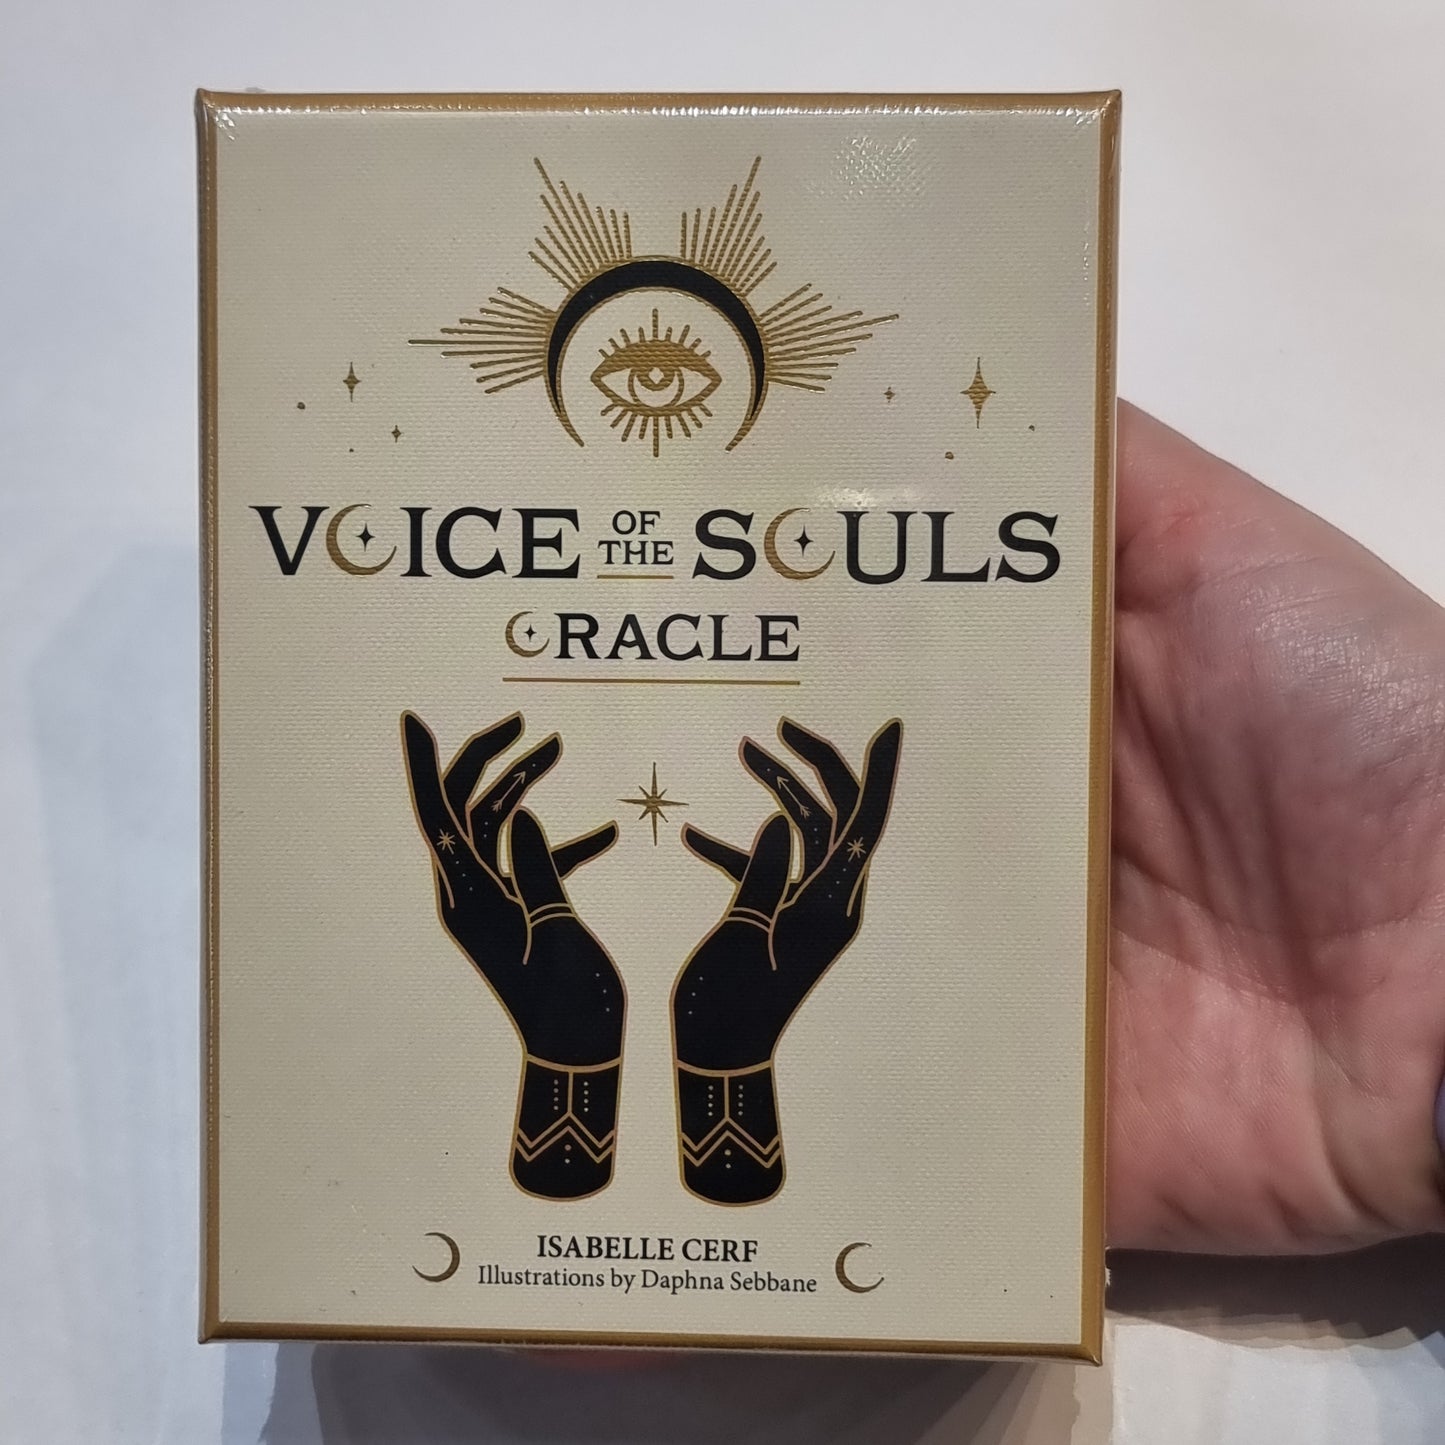 VOICE OF THE SOULS
ORACLE
ISABELLE CERF
Illustrations by Daphna Sebbane